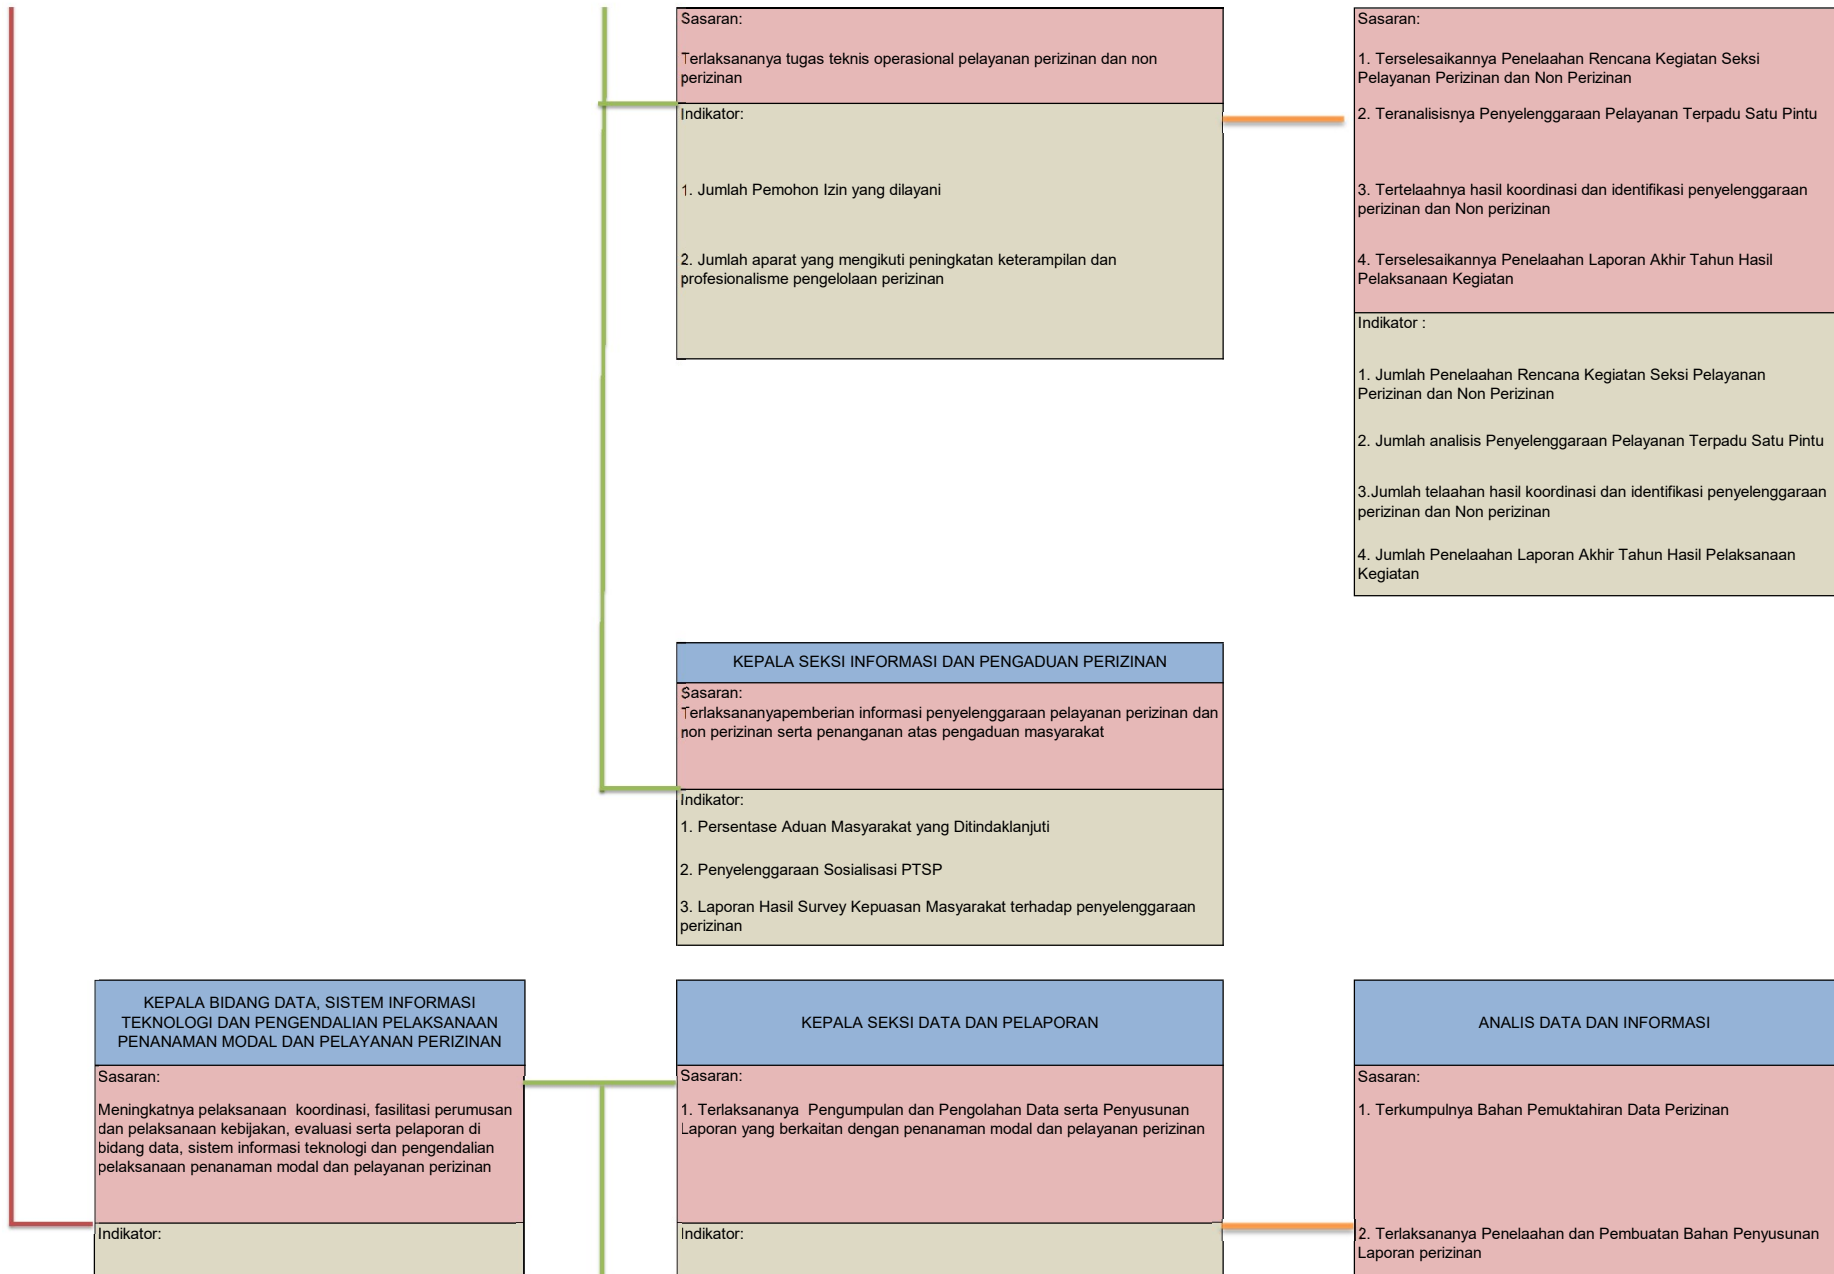 Sasaran:
Terlaksananya tugas teknis operasional pelayanan perizinan dan non
perizinan
Indikator:
1. Jumlah Pemohon Izin yang dilayani
2. Jumlah aparat yang mengikuti peningkatan keterampilan dan
profesionalisme pengelolaan perizinan
Sasaran:
1. Terselesaikannya Penelaahan Rencana Kegiatan Seksi
Pelayanan Perizinan dan Non Perizinan
2. Teranalisisnya Penyelenggaraan Pelayanan Terpadu Satu Pintu
3. Tertelaahnya hasil koordinasi dan identifikasi penyelenggaraan
perizinan dan Non perizinan
4. Terselesaikannya Penelaahan Laporan Akhir Tahun Hasil
Pelaksanaan Kegiatan
Indikator :
1. Jumlah Penelaahan Rencana Kegiatan Seksi Pelayanan
Perizinan dan Non Perizinan
2. Jumlah analisis Penyelenggaraan Pelayanan Terpadu Satu Pintu
3.Jumlah telaahan hasil koordinasi dan identifikasi penyelenggaraan
perizinan dan Non perizinan
4. Jumlah Penelaahan Laporan Akhir Tahun Hasil Pelaksanaan
Kegiatan
KEPALA SEKSI INFORMASI DAN PENGADUAN PERIZINAN
Sasaran:
Terlaksananyapemberian informasi penyelenggaraan pelayanan perizinan dan
non perizinan serta penanganan atas pengaduan masyarakat
Indikator:
1. Persentase Aduan Masyarakat yang Ditindaklanjuti
2. Penyelenggaraan Sosialisasi PTSP
3. Laporan Hasil Survey Kepuasan Masyarakat terhadap penyelenggaraan
perizinan
KEPALA BIDANG DATA, SISTEM INFORMASI
TEKNOLOGI DAN PENGENDALIAN PELAKSANAAN
PENANAMAN MODAL DAN PELAYANAN PERIZINAN
Sasaran:
Meningkatnya pelaksanaan  koordinasi, fasilitasi perumusan
dan pelaksanaan kebijakan, evaluasi serta pelaporan di
bidang data, sistem informasi teknologi dan pengendalian
pelaksanaan penanaman modal dan pelayanan perizinan
Indikator:
KEPALA SEKSI DATA DAN PELAPORAN
Sasaran:
1. Terlaksananya  Pengumpulan dan Pengolahan Data serta Penyusunan
Laporan yang berkaitan dengan penanaman modal dan pelayanan perizinan
Indikator:
ANALIS DATA DAN INFORMASI
Sasaran:
1. Terkumpulnya Bahan Pemuktahiran Data Perizinan
2. Terlaksananya Penelaahan dan Pembuatan Bahan Penyusunan
Laporan perizinan